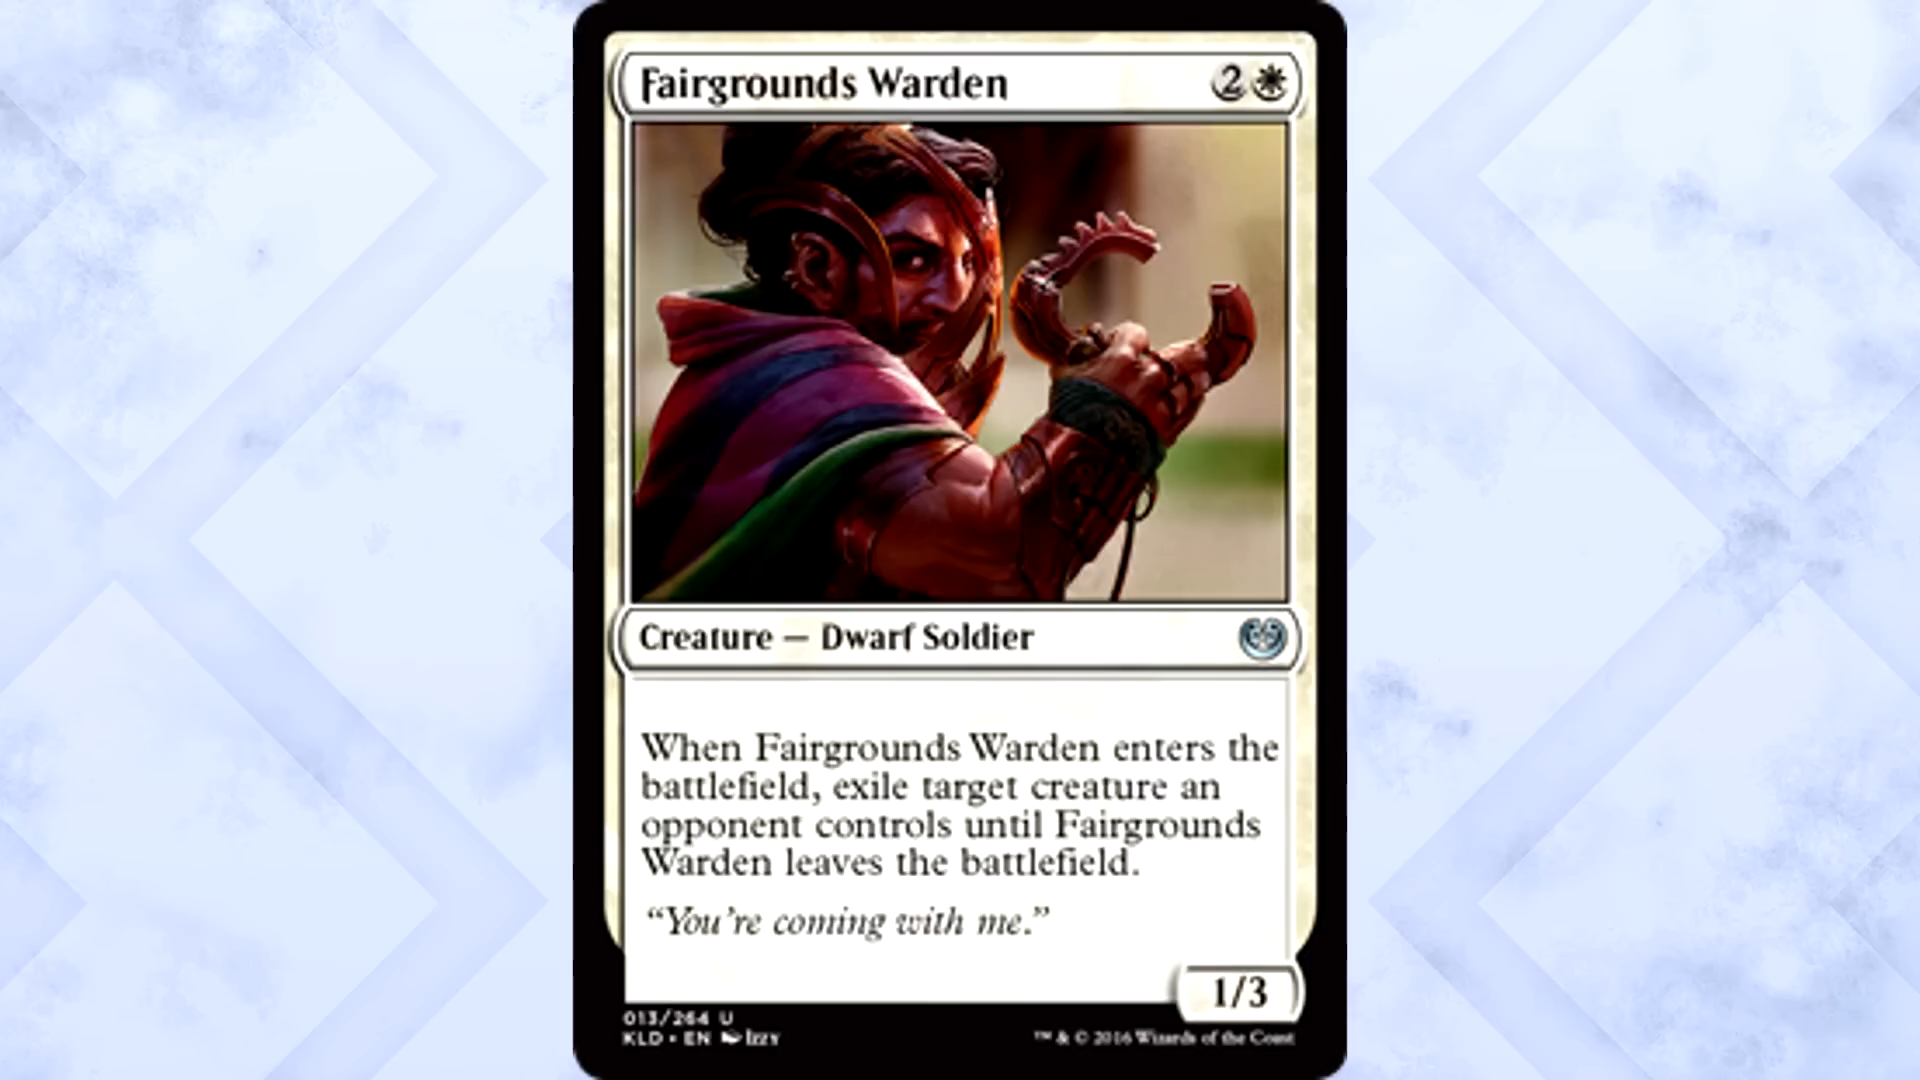 Fairgrounds Warden 2
Creature — Dwarf Soldier
When Fairgrounds Warden enters the
battlefield, exile target creature an
opponent controls until Fairgrounds
Warden leaves the battlefield.
“You’re coming with me.”
1/3
013/264 U
KLD • EN Izzy
™ & © 2016 Wizards of the Coast